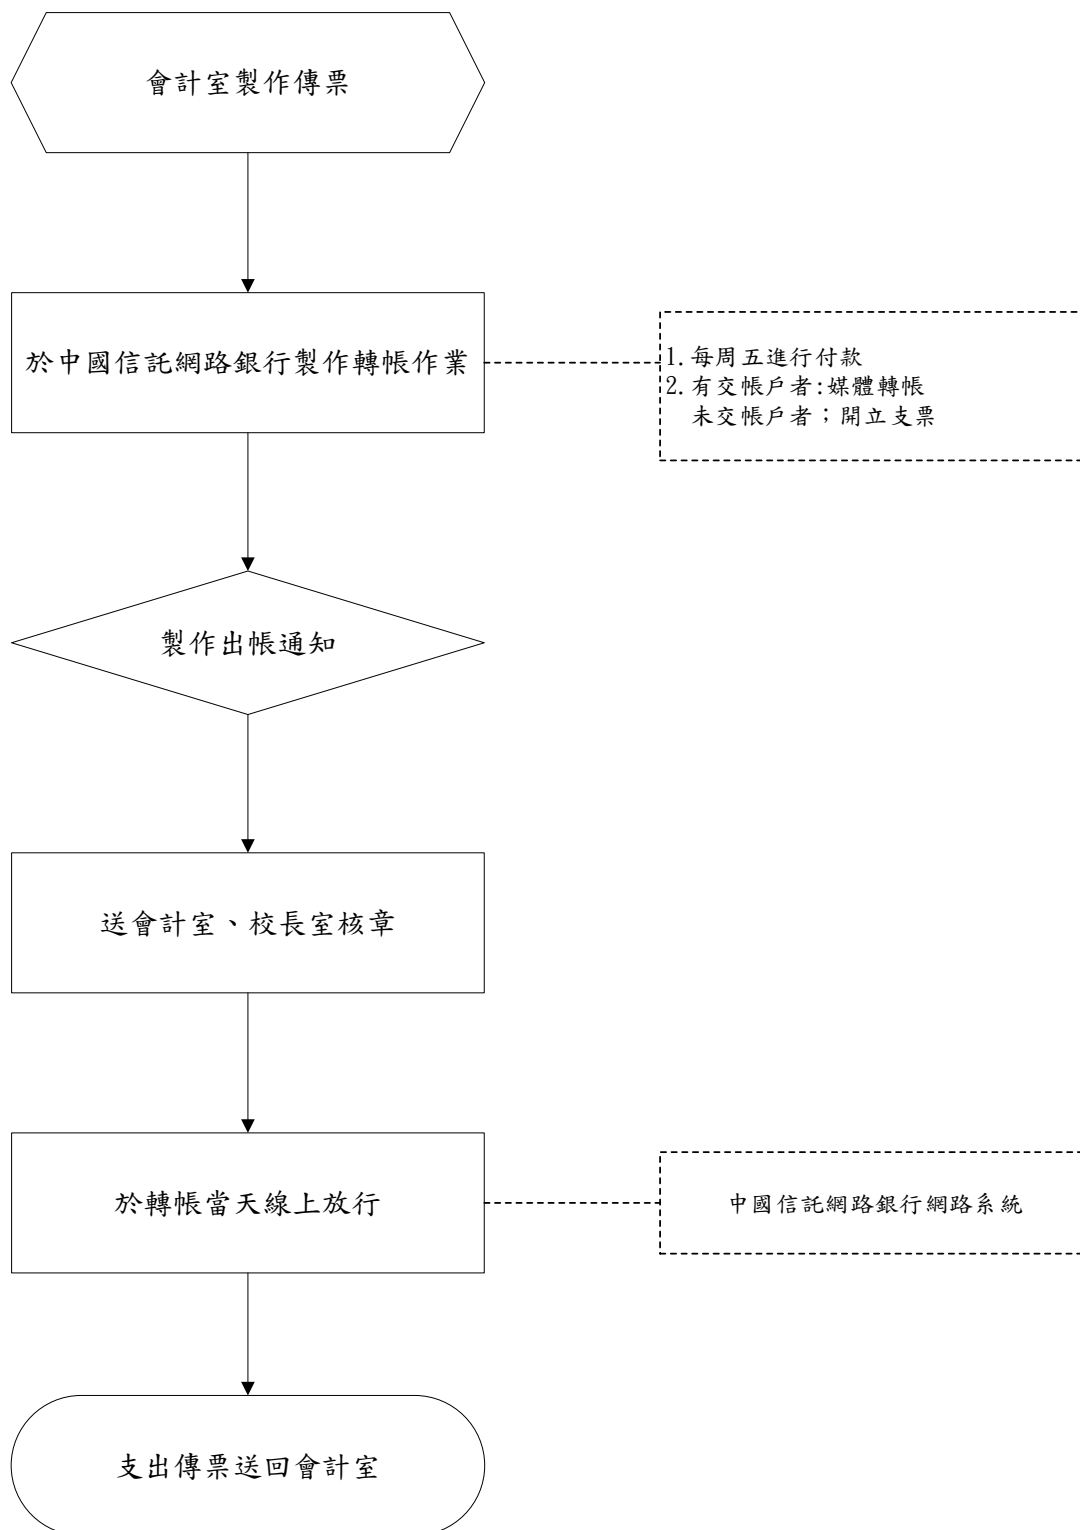 會計室製作傳票
於中國信託網路銀行製作轉帳作業
1.每周五進行付款
2.有交帳戶者:媒體轉帳
未交帳戶者；開立支票
製作出帳通知
送會計室、校長室核章
於轉帳當天線上放行
中國信託網路銀行網路系統
支出傳票送回會計室